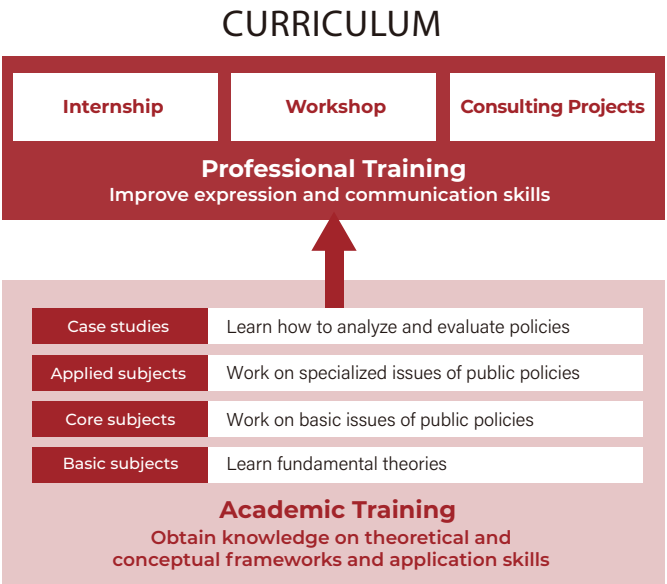 CURRICULUM
Internship
Workshop
Consulting Projects
Professional Training
Improve expression and communication skills
Case studies
Learn how to analyze and evaluate policies
Applied subjects
Work on specialized issues of public policies
Core subjects
Work on basic issues of public policies
Basic subjects
Learn fundamental theories
Academic Training
Obtain knowledge on theoretical and
conceptual frameworks and application skills